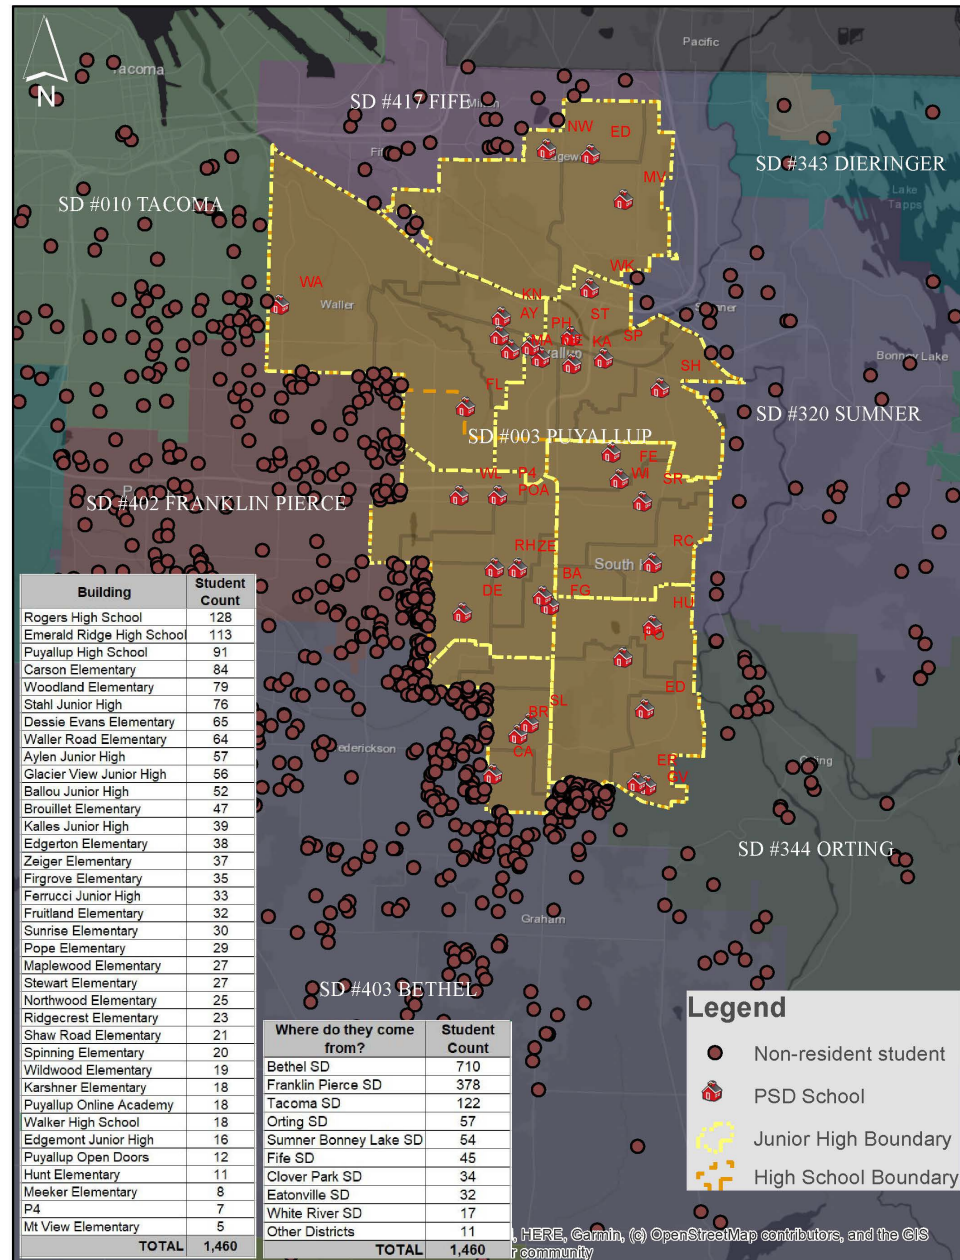 Pacific
Tacoma
N
SD #417 FIFE
Milton
NW
ED
Fife
Edgewood
SD #343 DIERINGER
MV
Lake
Tapps
SD #010 TACOMA
WK
WA
KN
Waller
AY
ST
Sumner
PH
SP
MA
KA
Puyallup
Bonney Lake
SH
FL
SD #320 SUMNER
SD #003 PUYALLUP
FE
WL
P4
WI
SR
POA
SD #402 FRANKLIN PIERCE
RC
RH
ZE
South Hill
BA
DE
FG
HU
PO
ED
SL
BR
Frederickson
CA
EE
Orting
GV
SD #344 ORTING
Graham
SD #403 BETHEL
Building Student Count
Rogers High School 128
Emerald Ridge High School 113
Puyallup High School 91
Carson Elementary 84
Woodland Elementary 79
Stahl Junior High 76
Dessie Evans Elementary 65
Waller Road Elementary 64
Aylen Junior High 57
Glacier View Junior High 56
Ballou Junior High 52
Brouillet Elementary 47
Kalles Junior High 39
Edgerton Elementary 38
Zeiger Elementary 37
Firgrove Elementary 35
Ferrucci Junior High 33
Fruitland Elementary 32
Sunrise Elementary 30
Pope Elementary 29
Maplewood Elementary 27
Stewart Elementary 27
Northwood Elementary 25
Ridgecrest Elementary 23
Shaw Road Elementary 21
Spinning Elementary 20
Wildwood Elementary 19
Karshner Elementary 18
Puyallup Online Academy 18
Walker High School 18
Edgemont Junior High 16
Puyallup Open Doors 12
Hunt Elementary 11
Meeker Elementary 8
P4 7
Mt View Elementary 5
TOTAL 1,460
Where do they come from? Student Count
Bethel SD 710
Franklin Pierce SD 378
Tacoma SD 122
Orting SD 57
Sumner Bonney Lake SD 54
Fife SD 45
Clover Park SD 34
Eatonville SD 32
White River SD 17
Other Districts 11
TOTAL 1,460
Legend
Non-resident student
PSD School
Junior High Boundary
High School Boundary
, HERE, Garmin, (c) OpenStreetMap contributors, and the GIS
r community